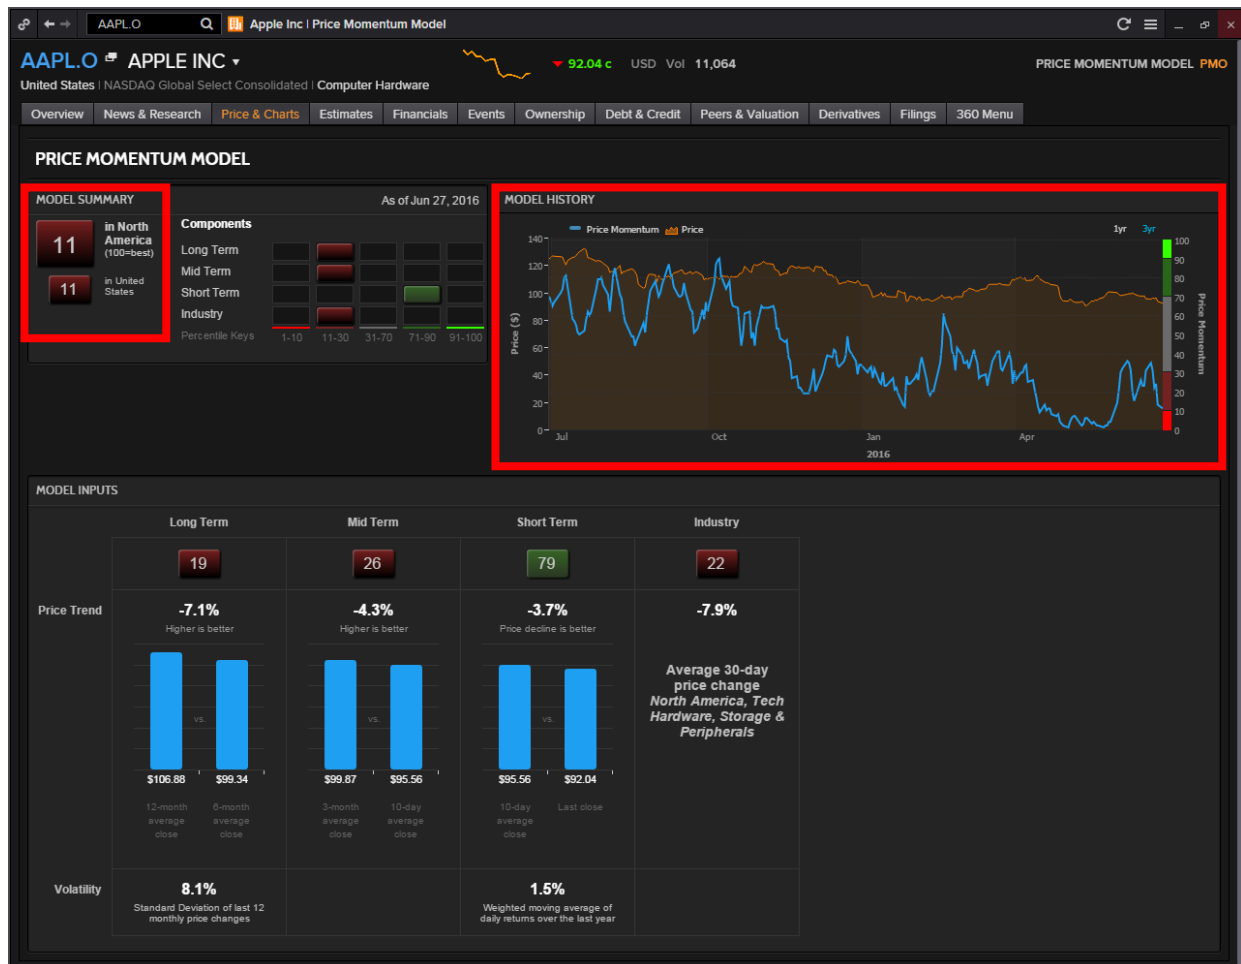 AAPL.O Apple Inc | Price Momentum Model
AAPL.O APPLE INC
92.04 c USD Vol 11,064
PRICE MOMENTUM MODEL PMO
United States | NASDAQ Global Select Consolidated | Computer Hardware
Overview News & Research Price & Charts Estimates Financials Events Ownership Debt & Credit Peers & Valuation Derivatives Filings 360 Menu
PRICE MOMENTUM MODEL
MODEL SUMMARY
As of Jun 27, 2016
11
in North
America
(100=best)
11
in United
States
Components
Long Term
Mid Term
Short Term
Industry
Percentile Keys 1-10 11-30 31-70 71-90 91-100
MODEL HISTORY
Price Momentum Price
1yr 3yr
Price ($)
140
120
100
80
60
40
20
0
100
90
80
70
60
50
40
30
20
10
0
Price Momentum
Jul Oct Jan Apr
2016
MODEL INPUTS
Long Term Mid Term Short Term Industry
19 26 79 22
Price Trend
-7.1% -4.3% -3.7% -7.9%
Higher is better Higher is better Price decline is better
vs. vs. vs.
Average 30-day
price change
North America, Tech
Hardware, Storage &
Peripherals
$106.88 $99.34 $99.87 $95.56 $95.56 $92.04
12-month 6-month 3-month 10-day 10-day Last close
average average average average average
close close close close close
Volatility
8.1% 1.5%
Standard Deviation of last 12
monthly price changes
Weighted moving average of
daily returns over the last year